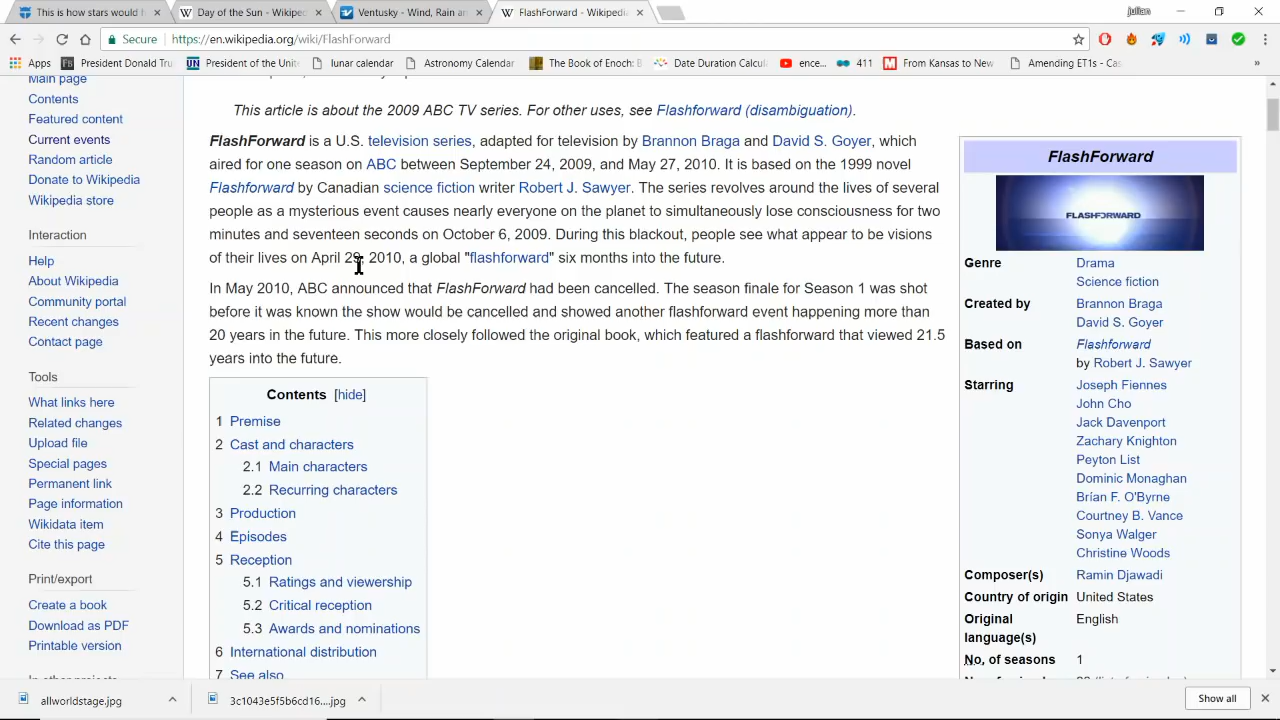 This is how stars would f
Day of the Sun - Wikiped
Ventusky - Wind, Rain ar
FlashForward - Wikipedia
julian
Secure
https://en.wikipedia.org/wiki/FlashForward
Apps
President Donald Tru
President of the Unite
lunar calendar
Astronomy Calendar
The Book of Enoch:
Date Duration Calcula
ence...
411
From Kansas to New
Amending ET1s - Cas
»
Main page
Contents
Featured content
Current events
Random article
Donate to Wikipedia
Wikipedia store
Interaction
Help
About Wikipedia
Community portal
Recent changes
Contact page
Tools
What links here
Related changes
Upload file
Special pages
Permanent link
Page information
Wikidata item
Cite this page
Print/export
Create a book
Download as PDF
Printable version
This article is about the 2009 ABC TV series. For other uses, see Flashforward (disambiguation).
FlashForward is a U.S. television series, adapted for television by Brannon Braga and David S. Goyer, which
aired for one season on ABC between September 24, 2009, and May 27, 2010. It is based on the 1999 novel
Flashforward by Canadian science fiction writer Robert J. Sawyer. The series revolves around the lives of several
people as a mysterious event causes nearly everyone on the planet to simultaneously lose consciousness for two
minutes and seventeen seconds on October 6, 2009. During this blackout, people see what appear to be visions
of their lives on April 29, 2010, a global "flashforward" six months into the future.
In May 2010, ABC announced that FlashForward had been cancelled. The season finale for Season 1 was shot
before it was known the show would be cancelled and showed another flashforward event happening more than
20 years in the future. This more closely followed the original book, which featured a flashforward that viewed 21.5
years into the future.
Contents [hide]
1 Premise
2 Cast and characters
2.1 Main characters
2.2 Recurring characters
3 Production
4 Episodes
5 Reception
5.1 Ratings and viewership
5.2 Critical reception
5.3 Awards and nominations
6 International distribution
7 See also
FlashForward
FLASHFORWARD
Genre Drama
Science fiction
Created by Brannon Braga
David S. Goyer
Based on Flashforward
by Robert J. Sawyer
Starring Joseph Fiennes
John Cho
Jack Davenport
Zachary Knighton
Peyton List
Dominic Monaghan
Brían F. O'Byrne
Courtney B. Vance
Sonya Walger
Christine Woods
Composer(s) Ramin Djawadi
Country of origin United States
Original English
language(s)
No. of seasons 1
allworldstage.jpg
3c1043e5f5b6cd16....jpg
Show all